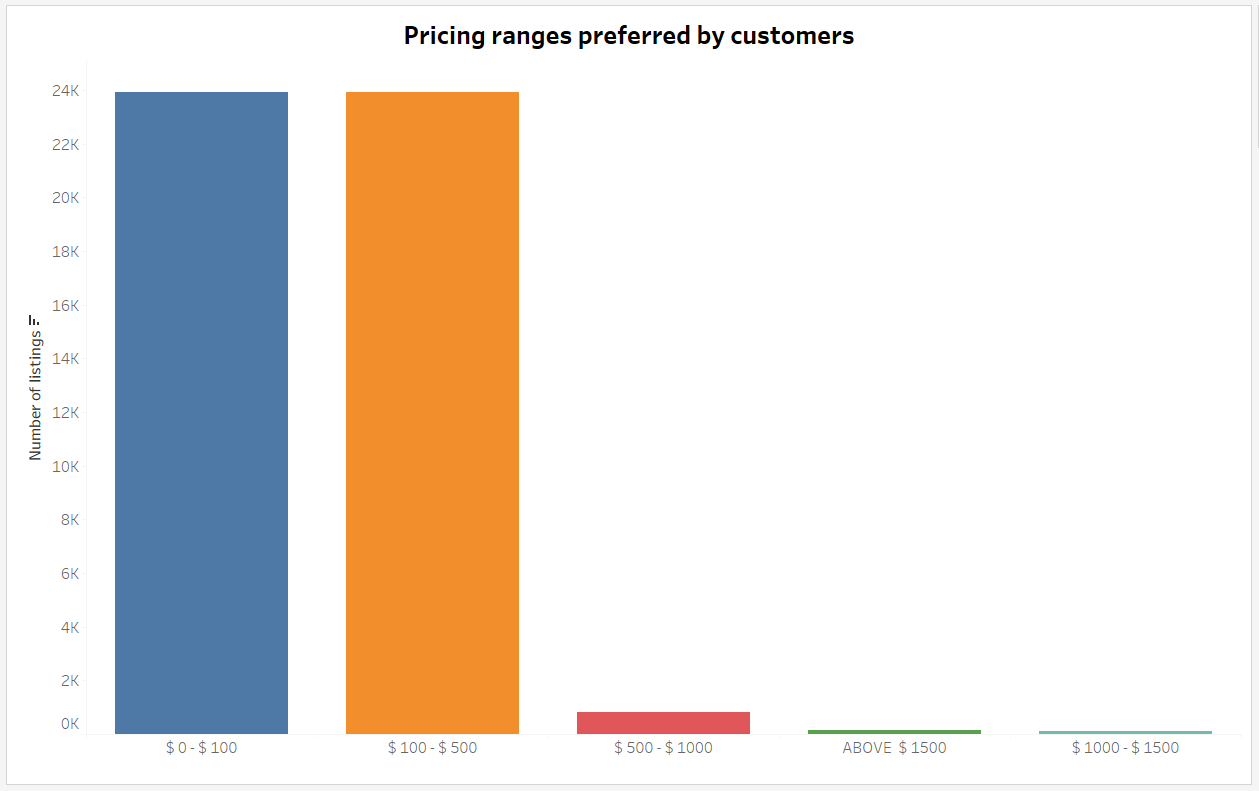 Pricing ranges preferred by customers
24K
22K
20K
18K
16K
14K
12K
10K
8K
6K
4K
2K
0K
Number of listings
$ 0 - $ 100
$ 100 - $ 500
$ 500 - $ 1000
ABOVE $ 1500
$ 1000 - $ 1500